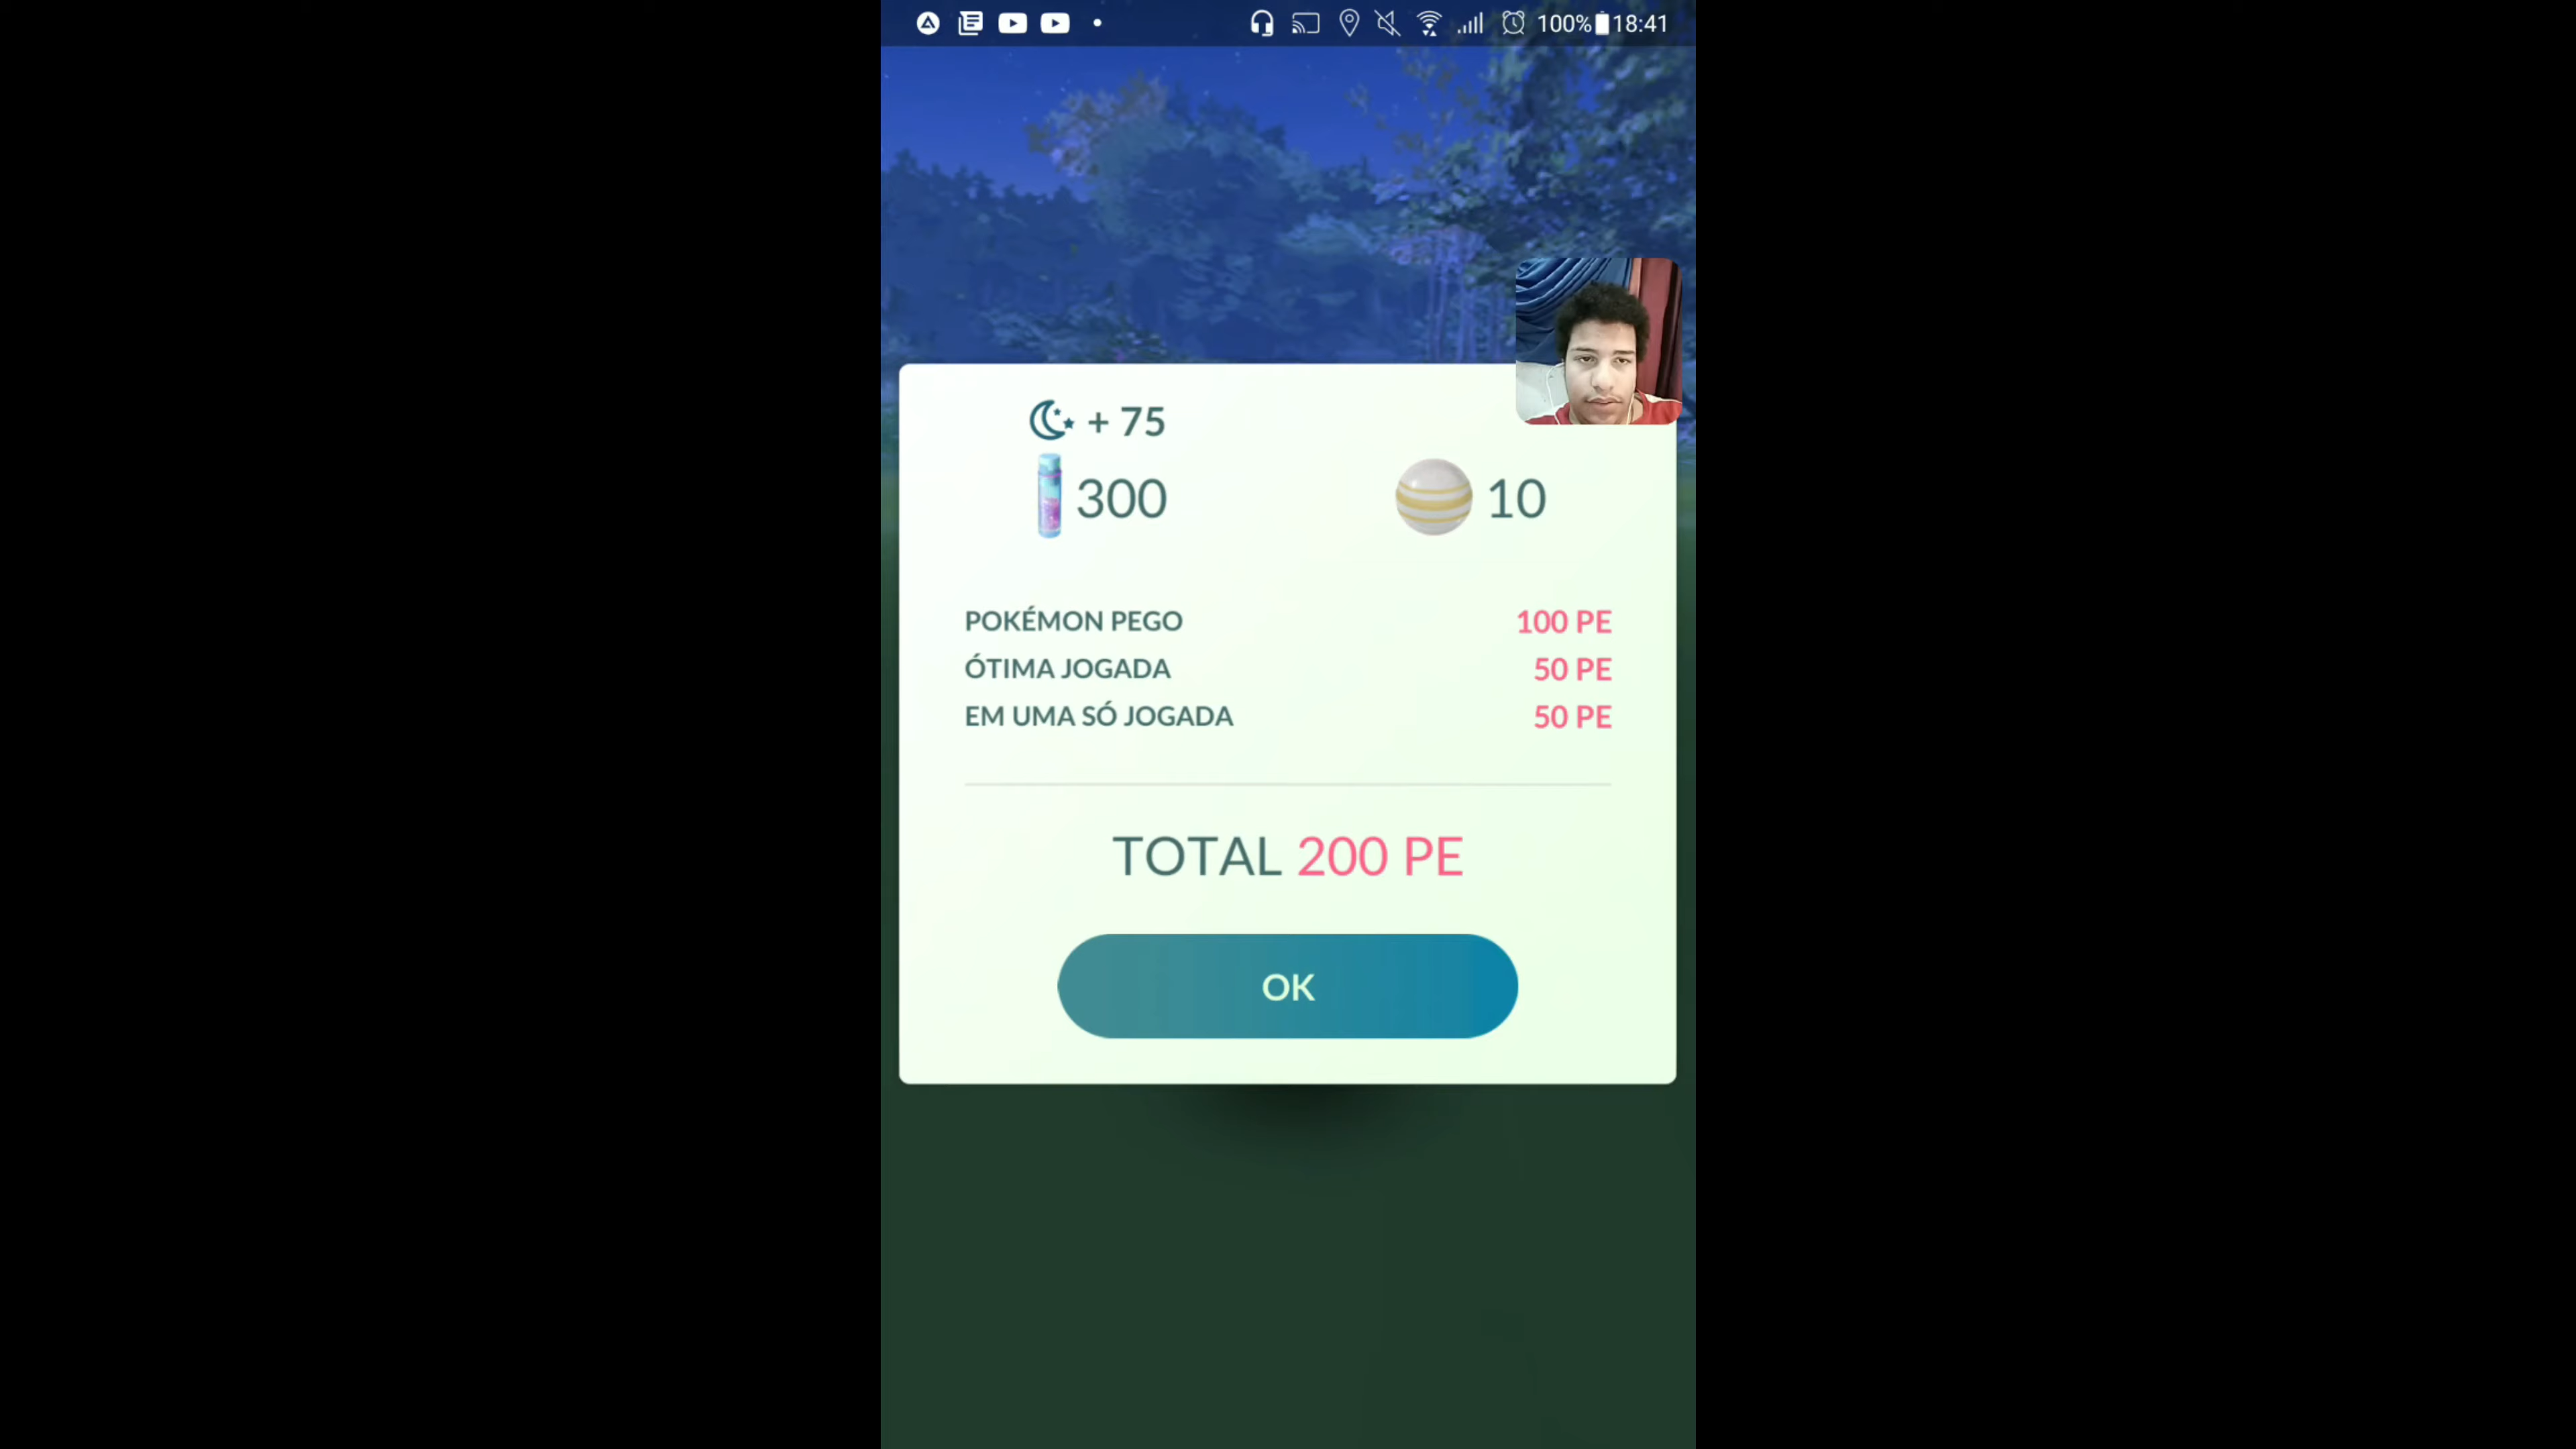 100% 18:41
+ 75
300 10
POKÉMON PEGO 100 PE
ÓTIMA JOGADA 50 PE
EM UMA SÓ JOGADA 50 PE
TOTAL 200 PE
OK